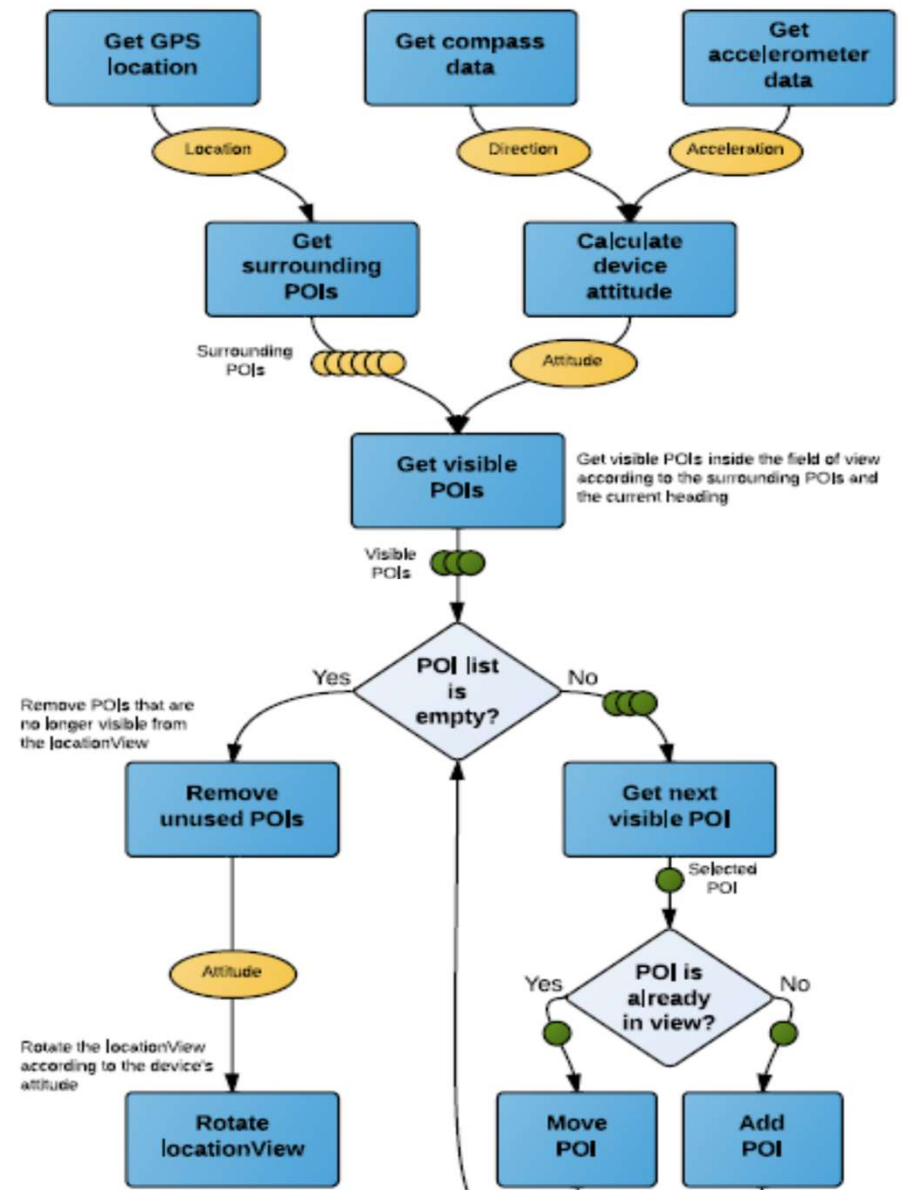 Get GPS
location
Get compass
data
Get
accelerometer
data
Location
Direction
Acceleration
Get
surrounding
POIs
Calculate
device
attitude
Surrounding
POIs
Attitude
Get visible
POIs
Get visible POIs inside the field of view
according to the surrounding POIs and
the current heading
Visible
POIs
POI list
is
empty?
Yes
No
Remove POIs that are
no longer visible from
the locationView
Remove
unused POIs
Get next
visible POI
Selected
POI
Attitude
POI is
already
in view?
Yes
No
Rotate the locationView
according to the device's
attitude
Rotate
locationView
Move
POI
Add
POI